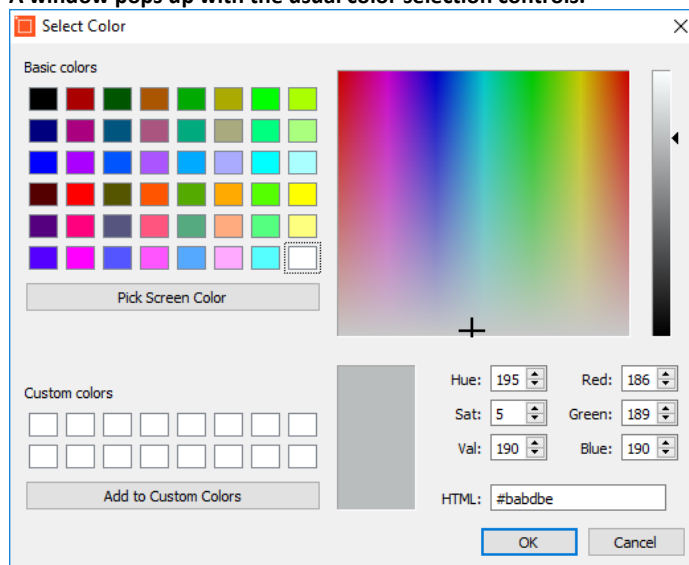 A window pops up with the usual color selection controls.
Select Color
Basic colors
Pick Screen Color
Custom colors
Add to Custom Colors
Hue: 195
Red: 186
Sat: 5
Green: 189
Val: 190
Blue: 190
HTML: #babdbe
OK
Cancel